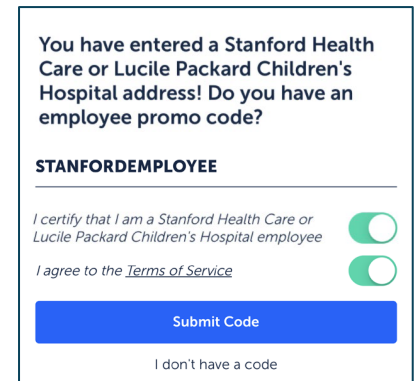 You have entered a Stanford Health
Care or Lucile Packard Children's
Hospital address! Do you have an
employee promo code?
STANFORDEMPLOYEE
I certify that I am a Stanford Health Care or
Lucile Packard Children's Hospital employee
I agree to the Terms of Service
Submit Code
I don't have a code